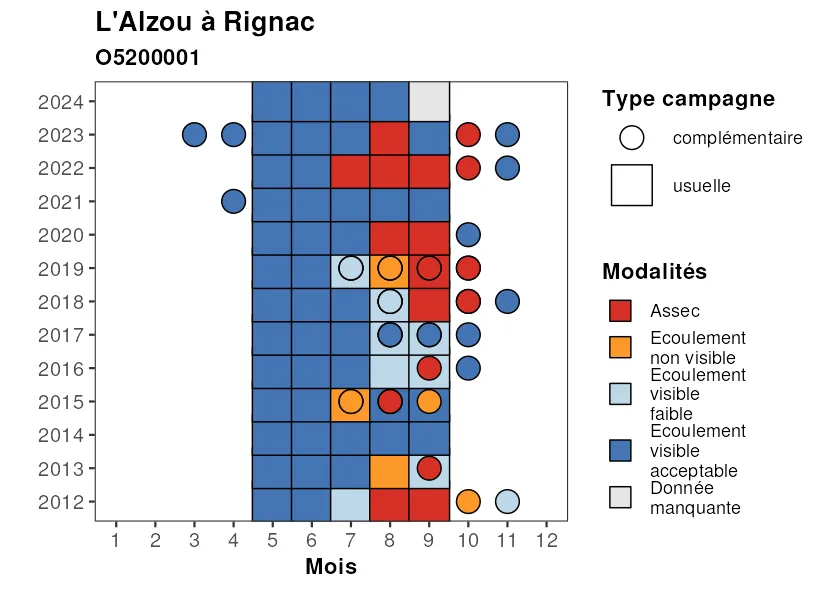 L'Alzou à Rignac
O5200001
2024
2023
2022
2021
2020
2019
2018
2017
2016
2015
2014
2013
2012
1 2 3 4 5 6 7 8 9 10 11 12
Mois
Type campagne
complémentaire
usuelle
Modalités
Assec
Ecoulement
non visible
Ecoulement
visible
faible
Ecoulement
visible
acceptable
Donnée
manquante